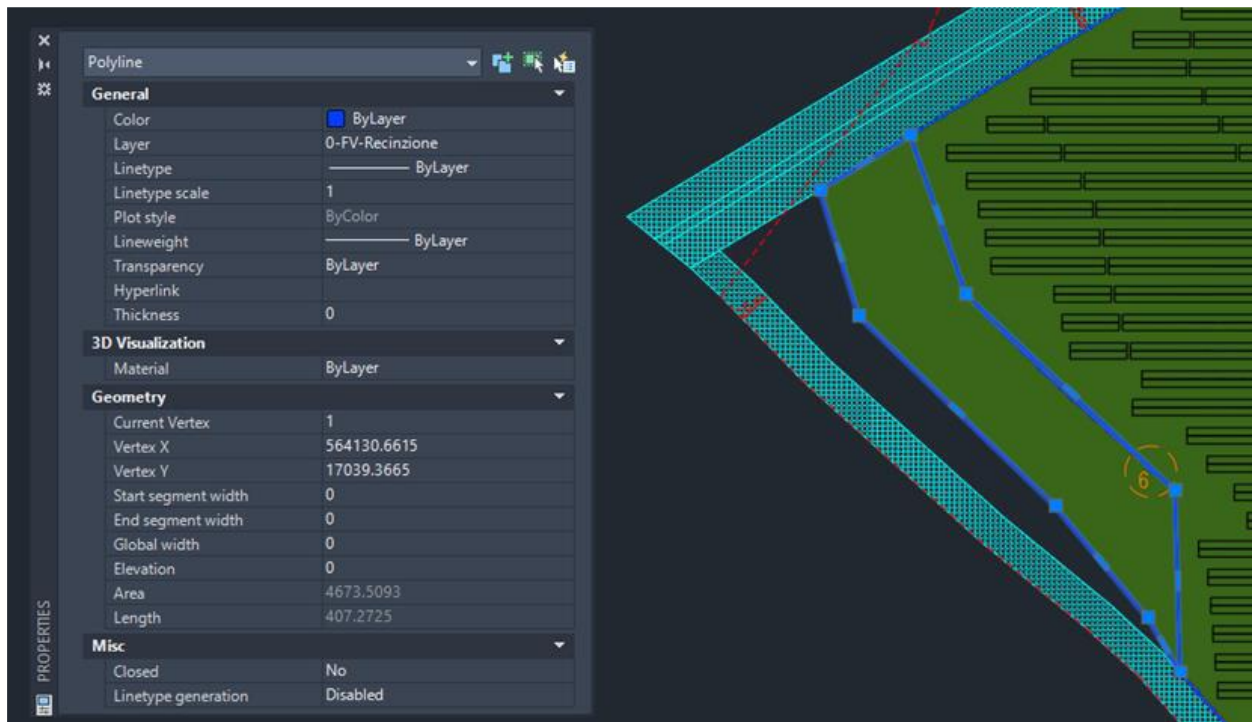 Polyline
General
Color ByLayer
Layer 0-FV-Recinzione
Linetype ByLayer
Linetype scale 1
Plot style ByColor
Lineweight ByLayer
Transparency ByLayer
Hyperlink
Thickness 0
3D Visualization
Material ByLayer
Geometry
Current Vertex 1
Vertex X 564130.6615
Vertex Y 17039.3665
Start segment width 0
End segment width 0
Global width 0
Elevation 0
Area 4673.5093
Length 407.2725
Misc
Closed No
Linetype generation Disabled
PROPERTIES
6